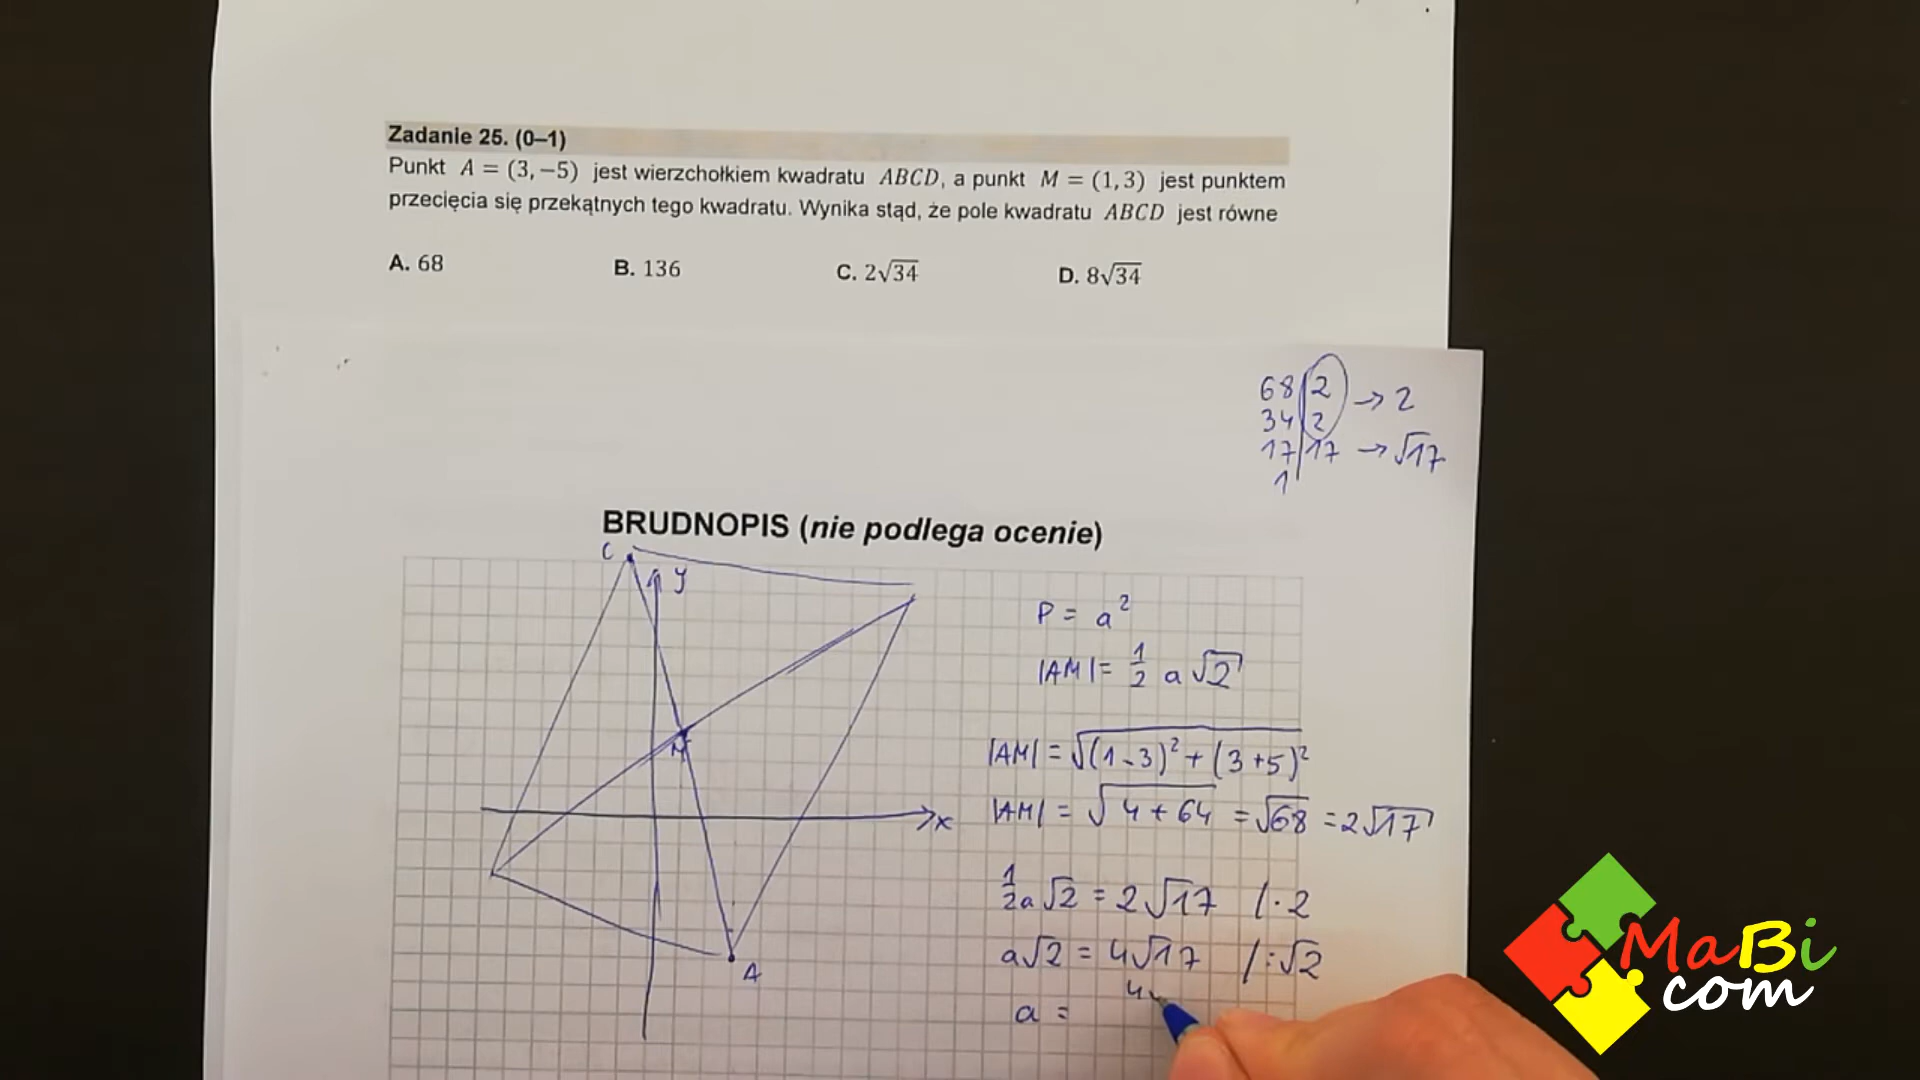 Zadanie 25. (0–1)
Punkt A = (3, −5) jest wierzchołkiem kwadratu ABCD, a punkt M = (1, 3) jest punktem
przecięcia się przekątnych tego kwadratu. Wynika stąd, że pole kwadratu ABCD jest równe
A. 68 B. 136 C. 2√34 D. 8√34
68|2 → 2
34|2
17|17 → √17
1
BRUDNOPIS (nie podlega ocenie)
C
y
M
x
A
P = a²
|AM| = 1/2 a√2
|AM| = √(1-3)² + (3+5)²
|AM| = √4+64 = √68 = 2√17
1/2 a√2 = 2√17 /·2
a√2 = 4√17 /:√2
a =
MaBi
com